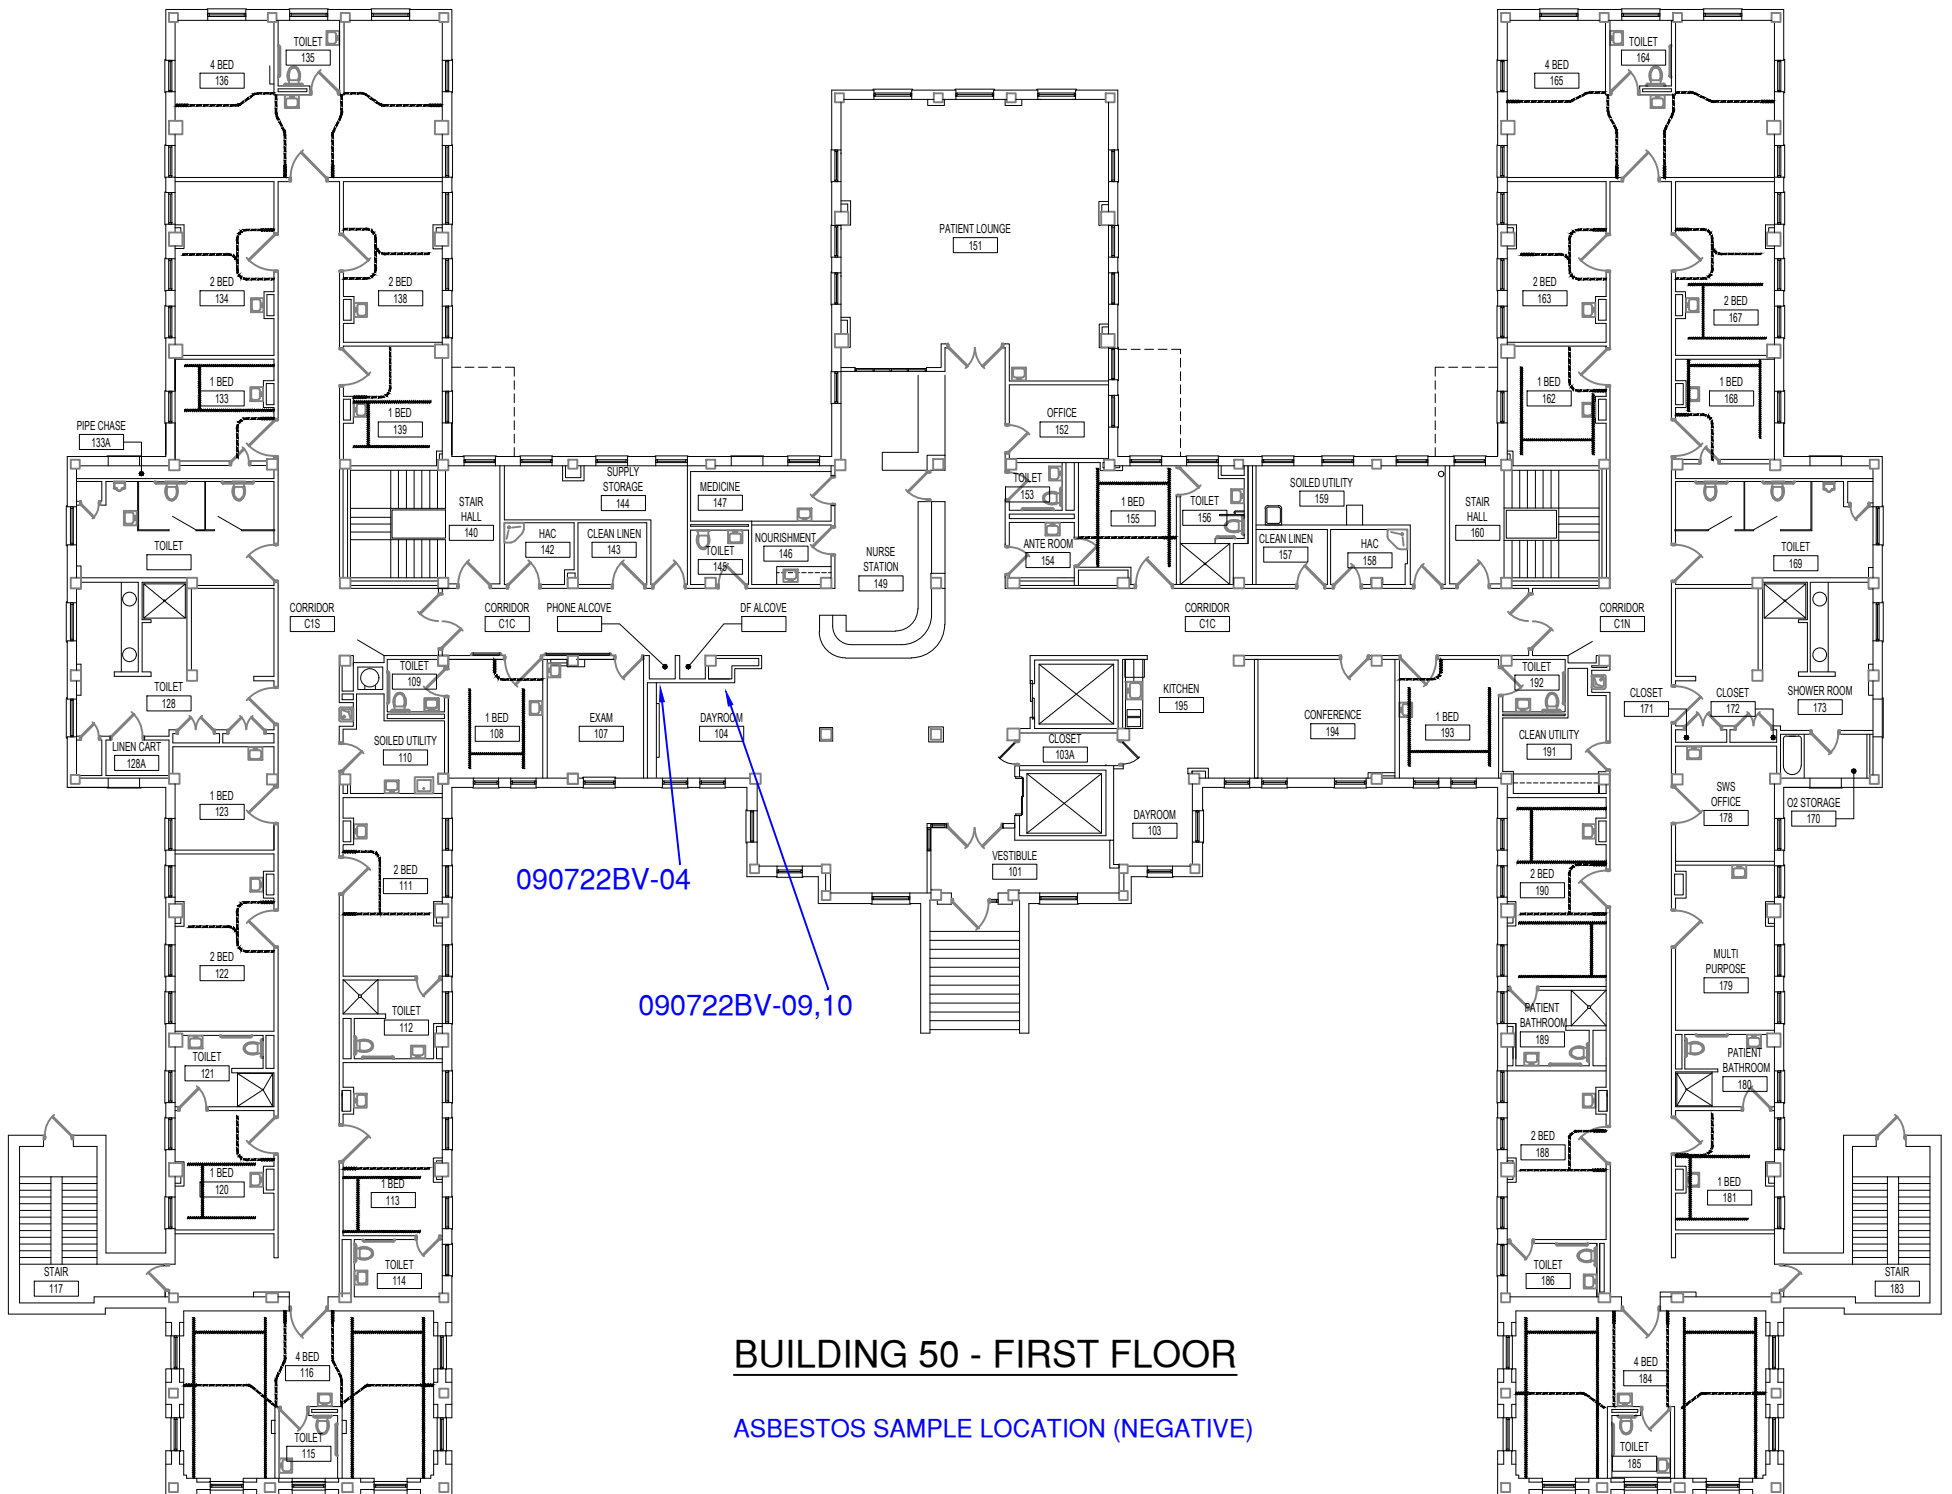 TOILET
135
4 BED
136
TOILET
164
4 BED
165
PATIENT LOUNGE
151
2 BED
134
2 BED
138
2 BED
163
2 BED
167
1 BED
133
1 BED
139
OFFICE
152
1 BED
162
1 BED
168
PIPE CHASE
133A
STAIR
HALL
140
SUPPLY
STORAGE
144
MEDICINE
147
HAC
142
CLEAN LINEN
143
TOILET
145
NOURISHMENT
146
NURSE
STATION
149
TOILET
153
ANTE ROOM
154
1 BED
155
TOILET
156
SOILED UTILITY
159
CLEAN LINEN
157
HAC
158
STAIR
HALL
160
TOILET
TOILET
169
CORRIDOR
C1S
CORRIDOR
C1C
PHONE ALCOVE
DF ALCOVE
CORRIDOR
C1C
CORRIDOR
C1N
TOILET
128
TOILET
109
1 BED
108
EXAM
107
DAYROOM
104
KITCHEN
195
CLOSET
103A
CONFERENCE
194
1 BED
193
TOILET
192
CLEAN UTILITY
191
CLOSET
171
CLOSET
172
SHOWER ROOM
173
LINEN CART
128A
SOILED UTILITY
110
1 BED
123
DAYROOM
103
SWS
OFFICE
178
O2 STORAGE
170
VESTIBULE
101
2 BED
111
2 BED
190
090722BV-04
2 BED
122
MULTI
PURPOSE
179
090722BV-09,10
TOILET
112
PATIENT
BATHROOM
189
TOILET
121
PATIENT
BATHROOM
180
2 BED
188
1 BED
120
1 BED
113
1 BED
181
STAIR
117
TOILET
114
TOILET
186
STAIR
183
4 BED
116
TOILET
115
4 BED
184
TOILET
185
BUILDING 50 - FIRST FLOOR
ASBESTOS SAMPLE LOCATION (NEGATIVE)